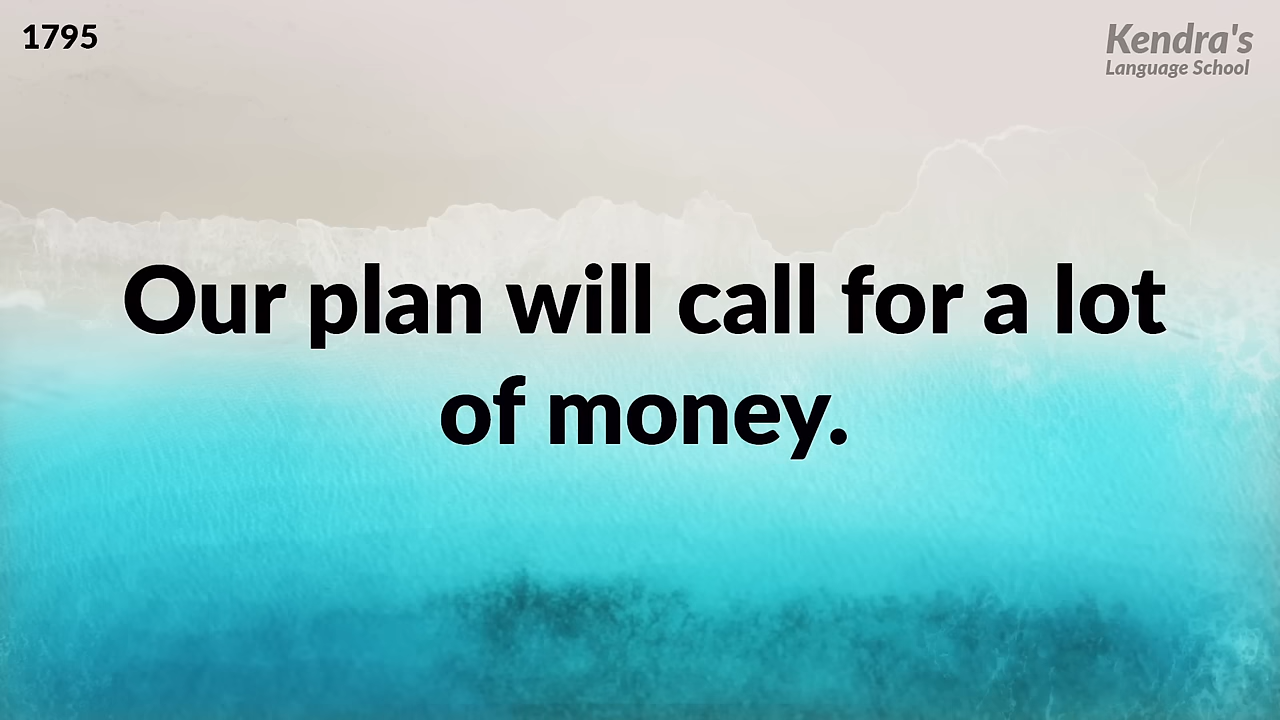 1795
Kendra's
Language School
Our plan will call for a lot
of money.